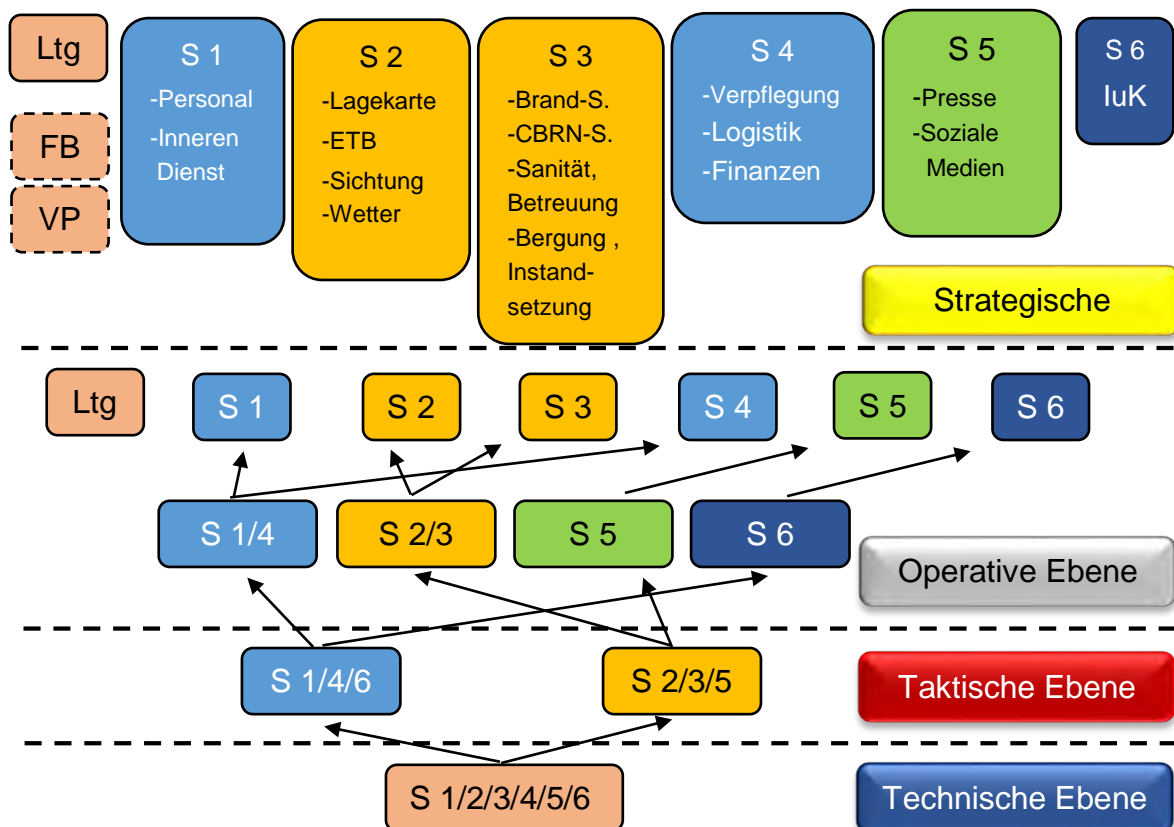 Ltg
FB
VP
S 1
-Personal
-Inneren
Dienst
S 2
-Lagekarte
-ETB
-Sichtung
-Wetter
S 3
-Brand-S.
-CBRN-S.
-Sanität,
Betreuung
-Bergung ,
Instand-
setzung
S 4
-Verpflegung
-Logistik
-Finanzen
S 5
-Presse
-Soziale
Medien
S 6
IuK
Strategische
Ltg
S 1
S 2
S 3
S 4
S 5
S 6
S 1/4
S 2/3
S 5
S 6
Operative Ebene
S 1/4/6
S 2/3/5
Taktische Ebene
S 1/2/3/4/5/6
Technische Ebene